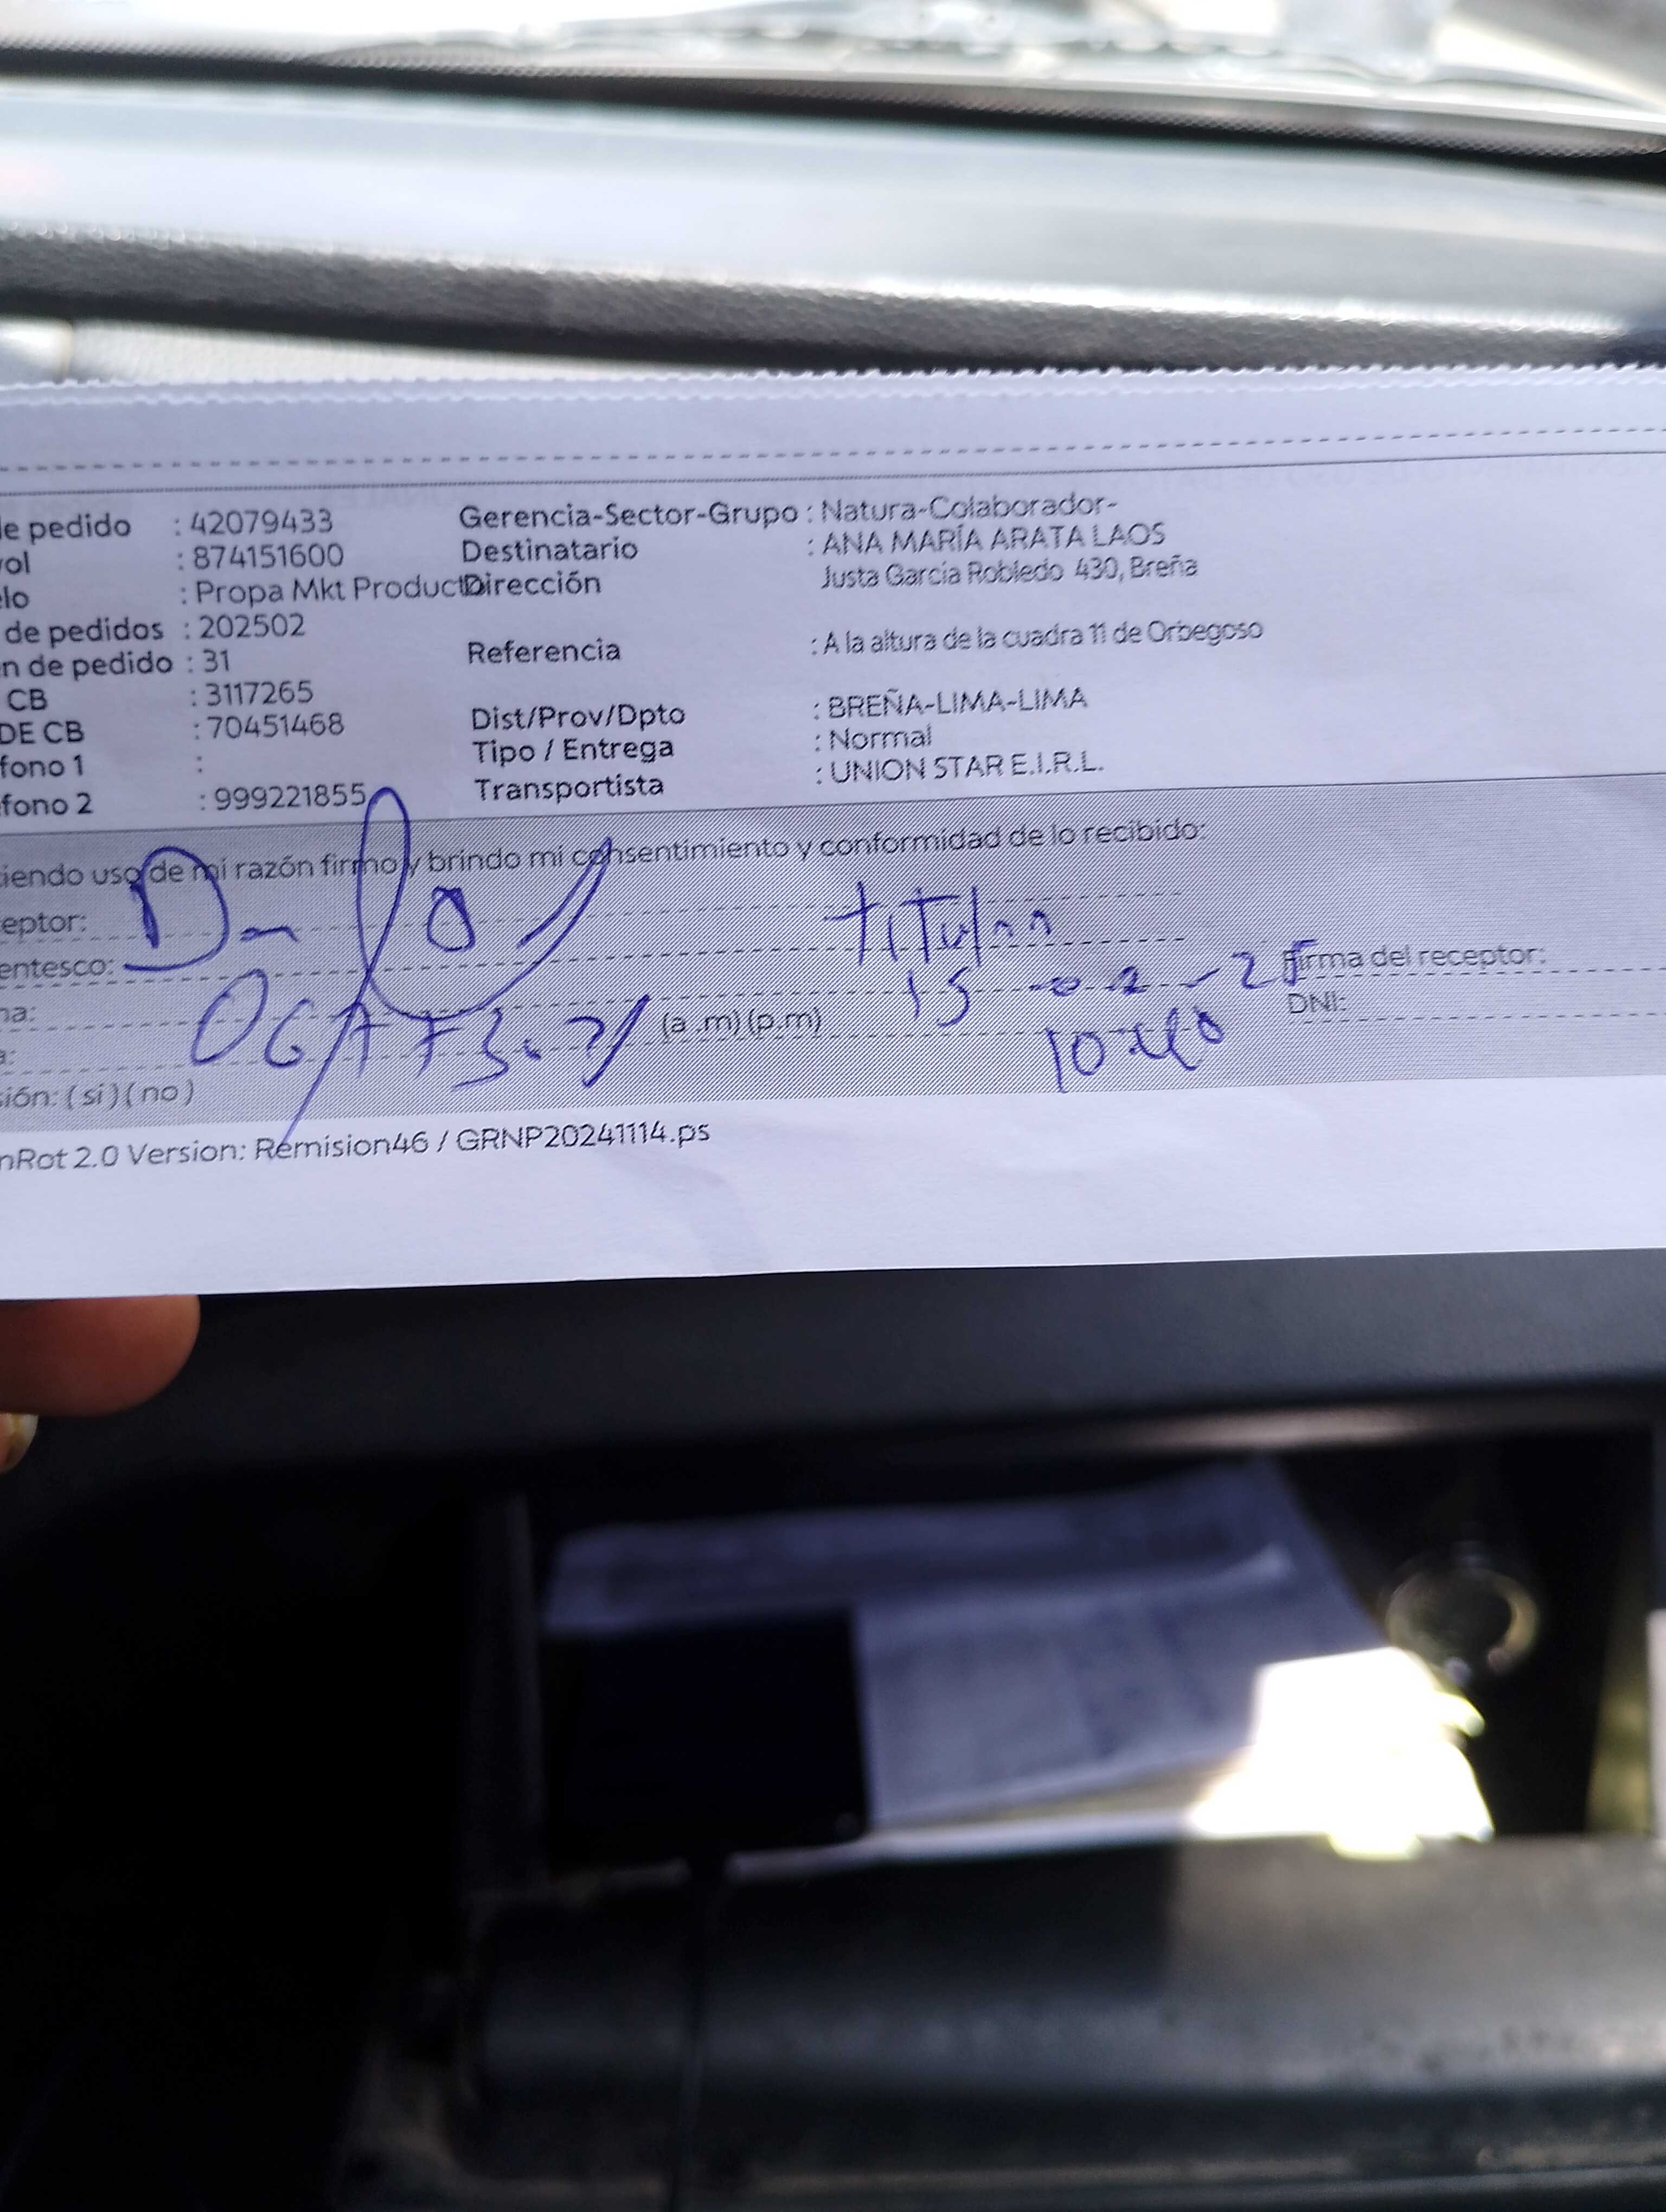 e pedido : 42079433 Gerencia-Sector-Grupo : Natura-Colaborador-
ol : 874151600 Destinatario : ANA MARÍA ARATA LAOS
elo : Propa Mkt Product Dirección Justa García Robledo 430, Breña
de pedidos : 202502
n de pedido : 31 Referencia : A la altura de la cuadra 11 de Orbegoso
CB : 3117265
DE CB : 70451468 Dist/Prov/Dpto : BREÑA-LIMA-LIMA
fono 1 : Tipo / Entrega : Normal
fono 2 : 999221855 Transportista : UNION STAR E.I.R.L.
iendo uso de mi razón firmo y brindo mi consentimiento y conformidad de lo recibido:
eptor:
entesco: 15 -02-25 Firma del receptor:
na: (a .m) (p.m) DNI:
a: 10:40
sión: ( si ) ( no )
nRot 2.0 Version: Remision46 / GRNP20241114.ps